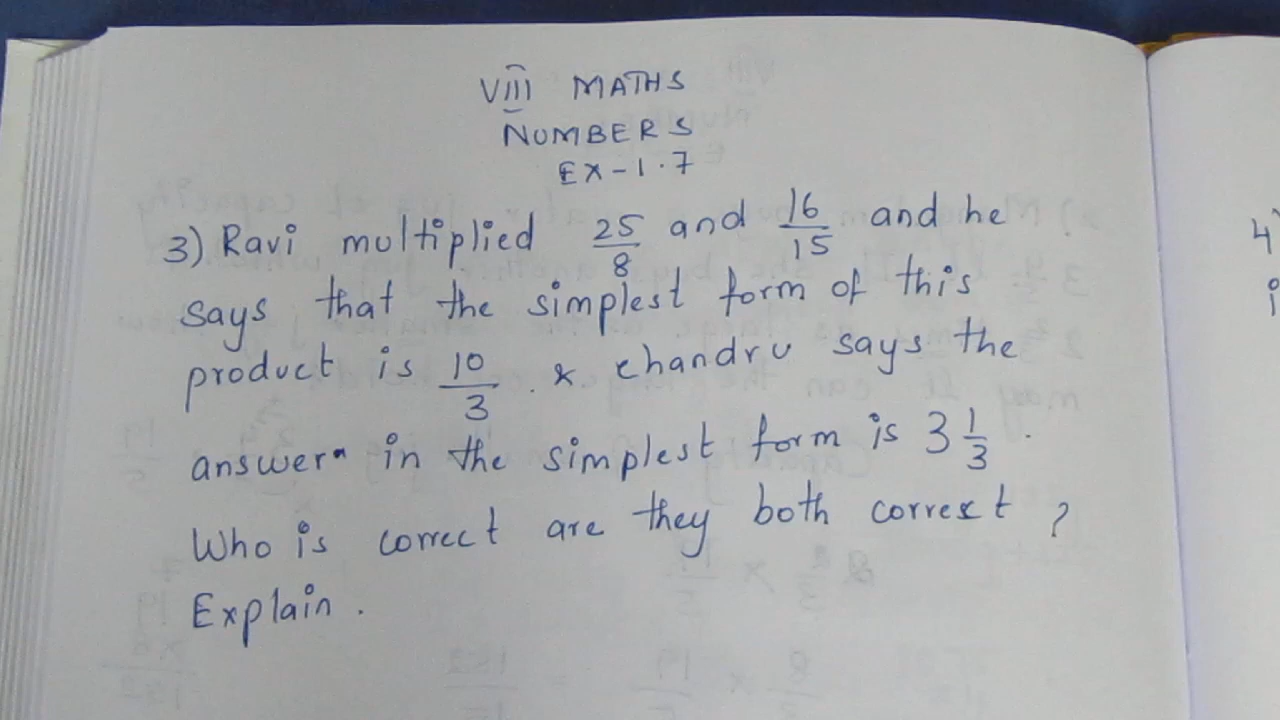 VIII MATHS
NUMBERS
EX-1.7
3) Ravi multiplied 25/8 and 16/15 and he
says that the simplest form of this
product is 10/3. & chandru says the
answer in the simplest form is 3 1/3.
Who is correct are they both correct ?
Explain.
4
i